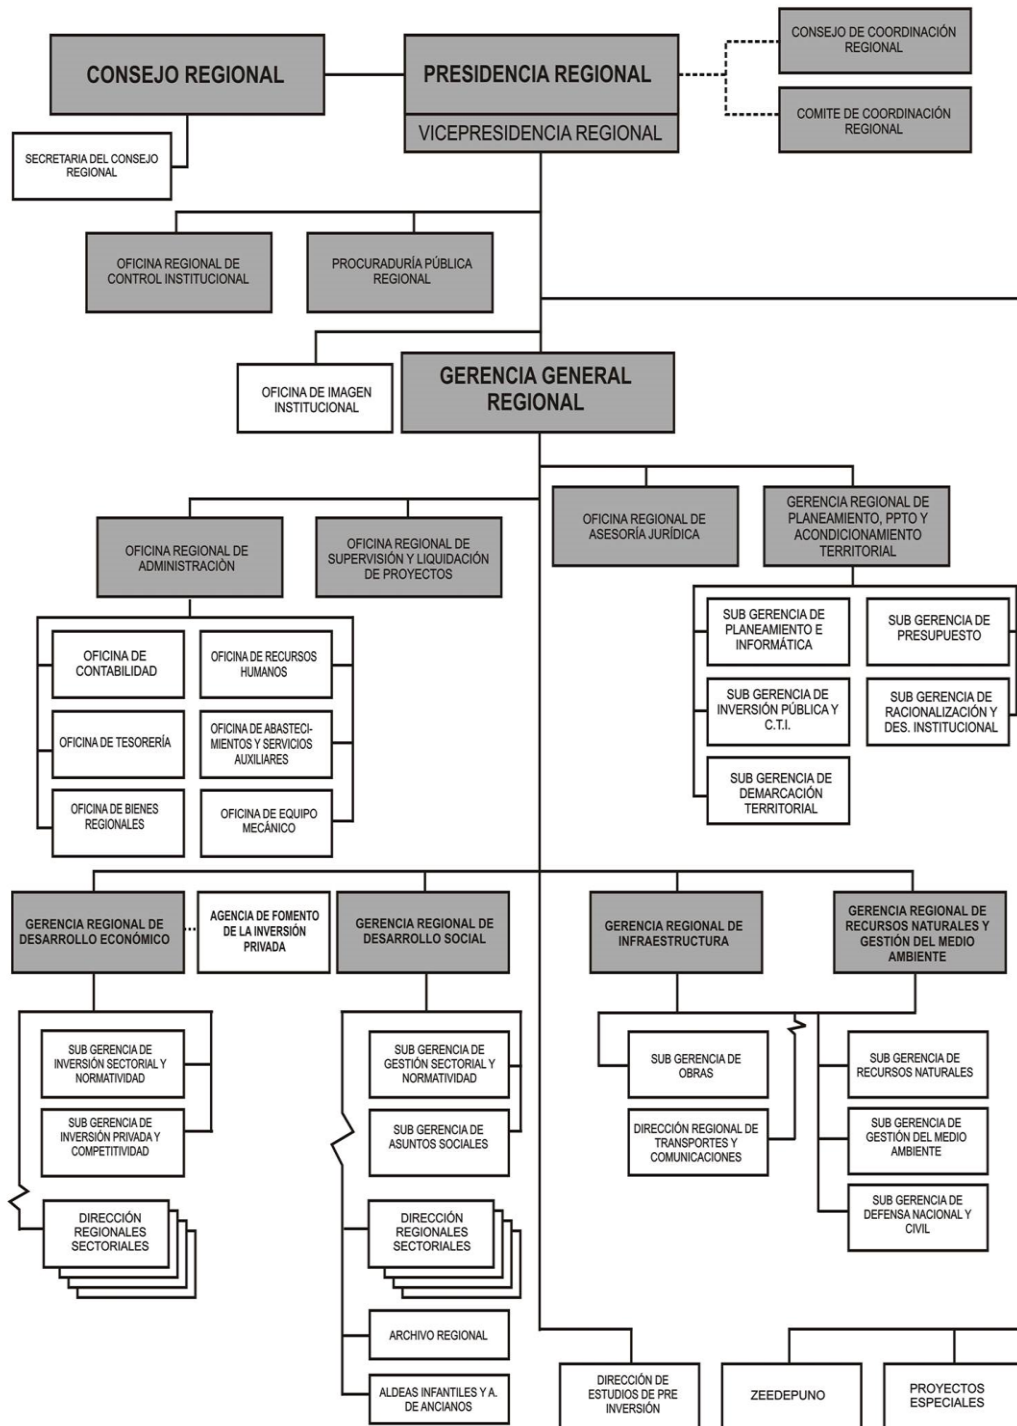 CONSEJO REGIONAL
PRESIDENCIA REGIONAL
VICEPRESIDENCIA REGIONAL
CONSEJO DE COORDINACIÓN
REGIONAL
COMITE DE COORDINACIÓN
REGIONAL
SECRETARIA DEL CONSEJO
REGIONAL
OFICINA REGIONAL DE
CONTROL INSTITUCIONAL
PROCURADURÍA PÚBLICA
REGIONAL
OFICINA DE IMAGEN
INSTITUCIONAL
GERENCIA GENERAL
REGIONAL
OFICINA REGIONAL DE
ADMINISTRACIÒN
OFICINA REGIONAL DE
SUPERVISIÓN Y LIQUIDACIÓN
DE PROYECTOS
OFICINA REGIONAL DE
ASESORÍA JURÍDICA
GERENCIA REGIONAL DE
PLANEAMIENTO, PPTO Y
ACONDICIONAMIENTO
TERRITORIAL
OFICINA DE
CONTABILIDAD
OFICINA DE RECURSOS
HUMANOS
OFICINA DE TESORERÍA
OFICINA DE ABASTECI-
MIENTOS Y SERVICIOS
AUXILIARES
OFICINA DE BIENES
REGIONALES
OFICINA DE EQUIPO
MECÁNICO
SUB GERENCIA DE
PLANEAMIENTO E
INFORMÁTICA
SUB GERENCIA DE
PRESUPUESTO
SUB GERENCIA DE
INVERSIÓN PÚBLICA Y
C.T.I.
SUB GERENCIA DE
RACIONALIZACIÓN Y
DES. INSTITUCIONAL
SUB GERENCIA DE
DEMARCACIÓN
TERRITORIAL
GERENCIA REGIONAL DE
DESARROLLO ECONÓMICO
AGENCIA DE FOMENTO
DE LA INVERSIÓN
PRIVADA
GERENCIA REGIONAL DE
DESARROLLO SOCIAL
GERENCIA REGIONAL DE
INFRAESTRUCTURA
GERENCIA REGIONAL DE
RECURSOS NATURALES Y
GESTIÓN DEL MEDIO
AMBIENTE
SUB GERENCIA DE
INVERSIÓN SECTORIAL Y
NORMATIVIDAD
SUB GERENCIA DE
INVERSIÓN PRIVADA Y
COMPETITIVIDAD
DIRECCIÓN
REGIONALES
SECTORIALES
SUB GERENCIA DE
GESTIÓN SECTORIAL Y
NORMATIVIDAD
SUB GERENCIA DE
ASUNTOS SOCIALES
DIRECCIÓN
REGIONALES
SECTORIALES
ARCHIVO REGIONAL
ALDEAS INFANTILES Y A.
DE ANCIANOS
SUB GERENCIA DE
OBRAS
DIRECCIÓN REGIONAL DE
TRANSPORTES Y
COMUNICACIONES
SUB GERENCIA DE
RECURSOS NATURALES
SUB GERENCIA DE
GESTIÓN DEL MEDIO
AMBIENTE
SUB GERENCIA DE
DEFENSA NACIONAL Y
CIVIL
DIRECCIÓN DE
ESTUDIOS DE PRE
INVERSIÓN
ZEEDEPUNO
PROYECTOS
ESPECIALES